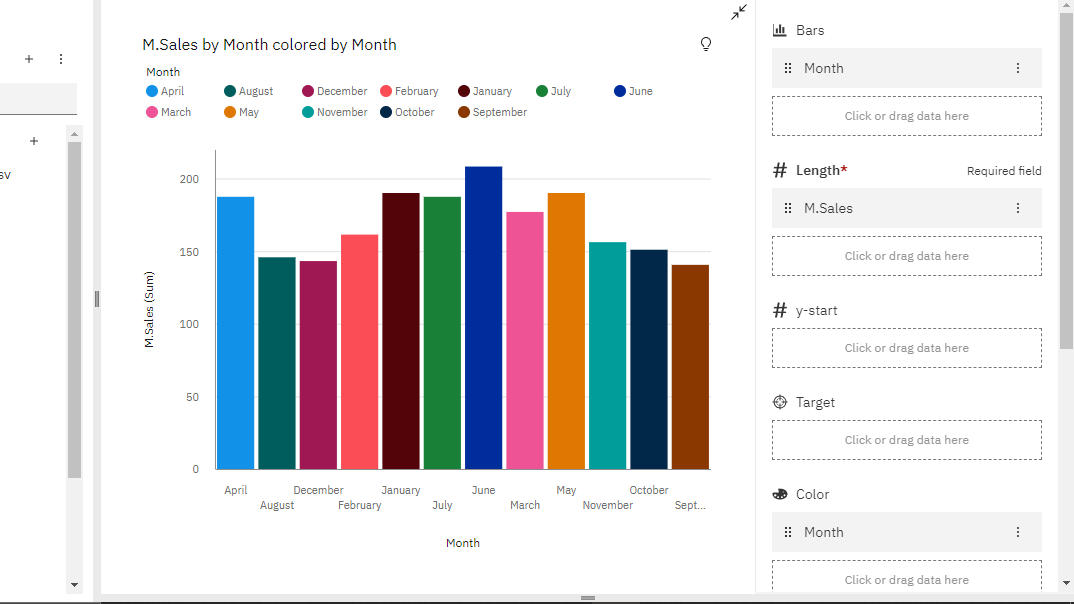 M.Sales by Month colored by Month
Month
April August December February January July June
March May November October September
200
150
100
50
0
M.Sales (Sum)
April December January June May October
August February July March November Sept...
Month
sv
Bars
Month
Click or drag data here
Length* Required field
M.Sales
Click or drag data here
y-start
Click or drag data here
Target
Click or drag data here
Color
Month
Click or drag data here